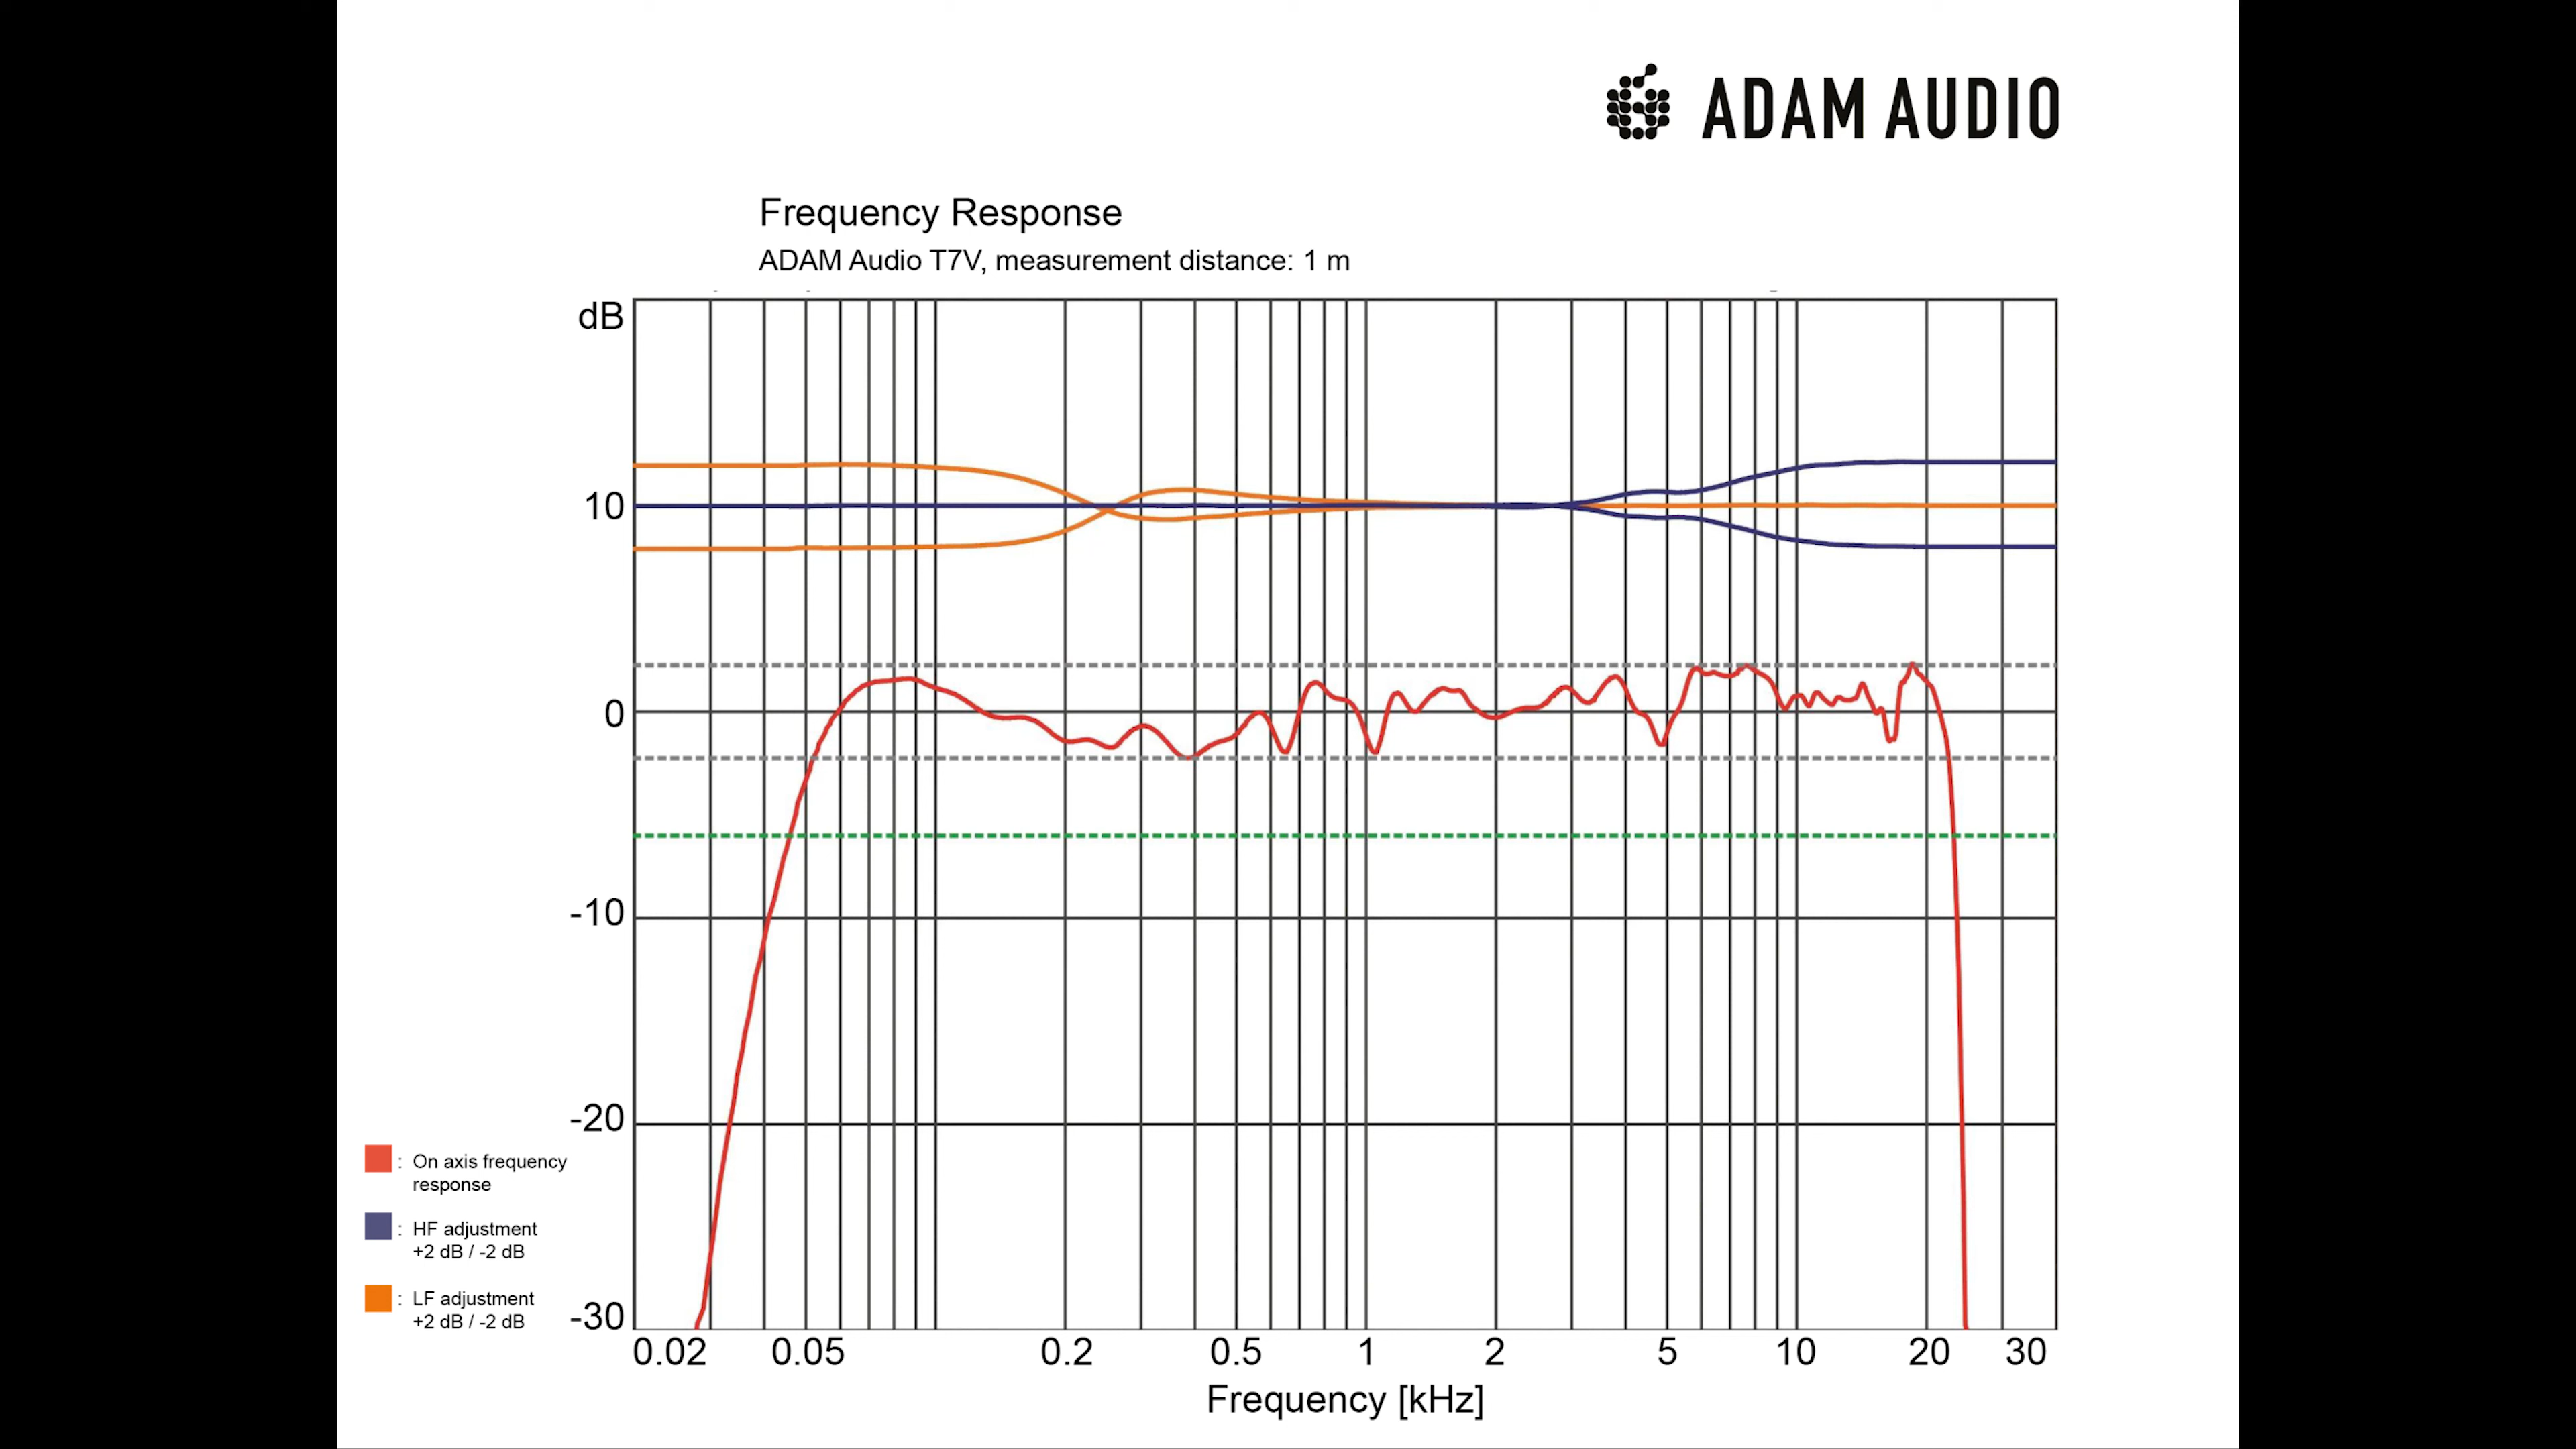 ADAM AUDIO
Frequency Response
ADAM Audio T7V, measurement distance: 1 m
dB
10
0
-10
-20
-30
0.02 0.05 0.2 0.5 1 2 5 10 20 30
Frequency [kHz]
: On axis frequency
response
: HF adjustment
+2 dB / -2 dB
: LF adjustment
+2 dB / -2 dB